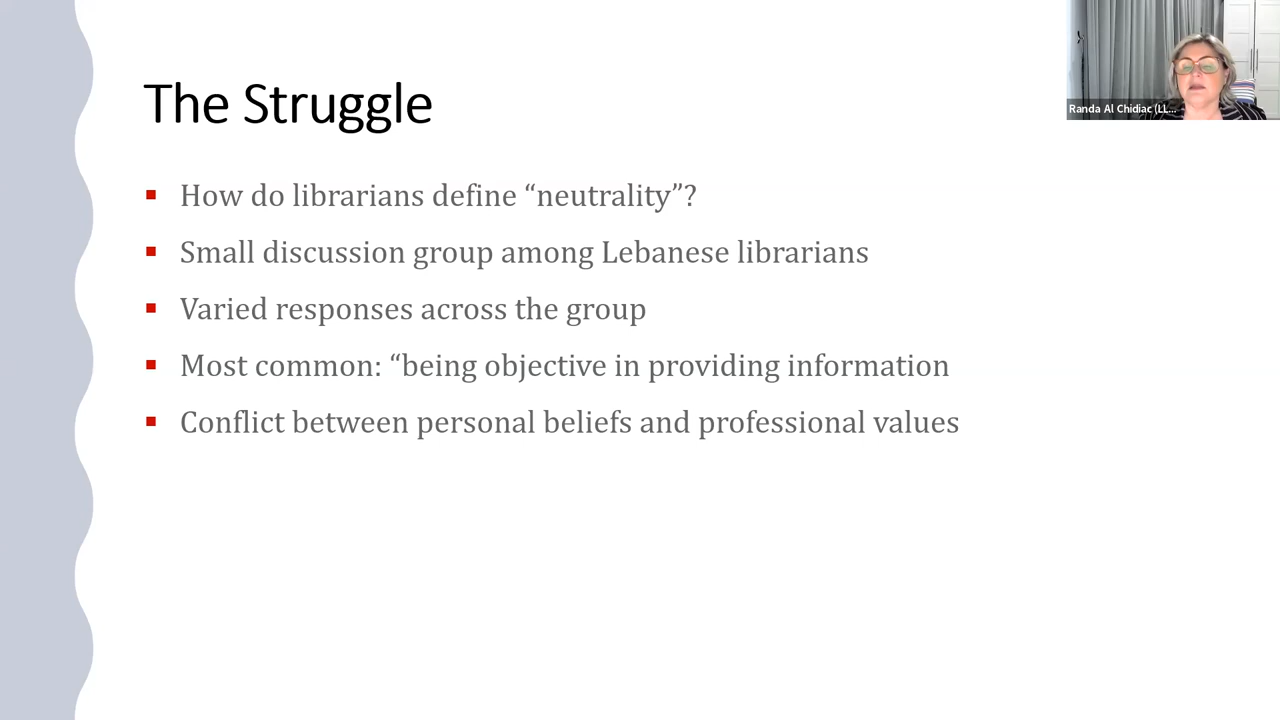 The Struggle
How do librarians define “neutrality”?
Small discussion group among Lebanese librarians
Varied responses across the group
Most common: “being objective in providing information
Conflict between personal beliefs and professional values
Randa Al Chidiac (LL...